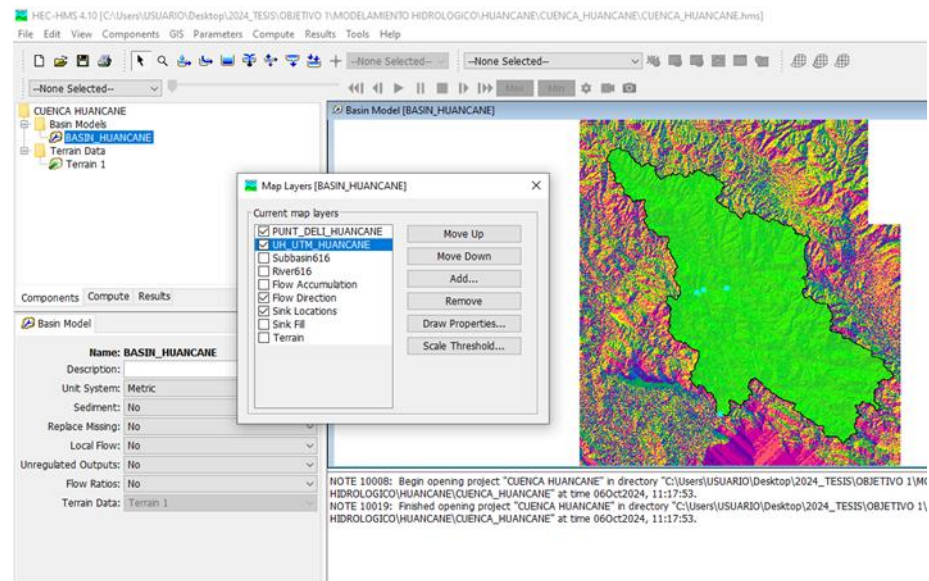 HEC-HMS 4.10 [C:\Users\USUARIO\Desktop\2024_TESIS\OBJETIVO 1\MODELAMIENTO HIDROLOGICO\HUANCANE\CUENCA_HUANCANE\CUENCA_HUANCANE.hms]
File Edit View Components GIS Parameters Compute Results Tools Help
--None Selected-- --None Selected--
--None Selected--
CUENCA HUANCANE
Basin Models
BASIN_HUANCANE
Terrain Data
Terrain 1
Components Compute Results
Basin Model [BASIN_HUANCANE]
Map Layers [BASIN_HUANCANE]
Current map layers
PUNT_DELI_HUANCANE
UH_UTM_HUANCANE
Subbasin616
River616
Flow Accumulation
Flow Direction
Sink Locations
Sink Fill
Terrain
Move Up
Move Down
Add...
Remove
Draw Properties...
Scale Threshold...
Basin Model
Name: BASIN_HUANCANE
Description:
Unit System: Metric
Sediment: No
Replace Missing: No
Local Flow: No
Unregulated Outputs: No
Flow Ratios: No
Terrain Data: Terrain 1
NOTE 10008: Begin opening project "CUENCA HUANCANE" in directory "C:\Users\USUARIO\Desktop\2024_TESIS\OBJETIVO 1\MO
HIDROLOGICO\HUANCANE\CUENCA_HUANCANE" at time 06Oct2024, 11:17:53.
NOTE 10019: Finished opening project "CUENCA HUANCANE" in directory "C:\Users\USUARIO\Desktop\2024_TESIS\OBJETIVO 1\
HIDROLOGICO\HUANCANE\CUENCA_HUANCANE" at time 06Oct2024, 11:17:53.